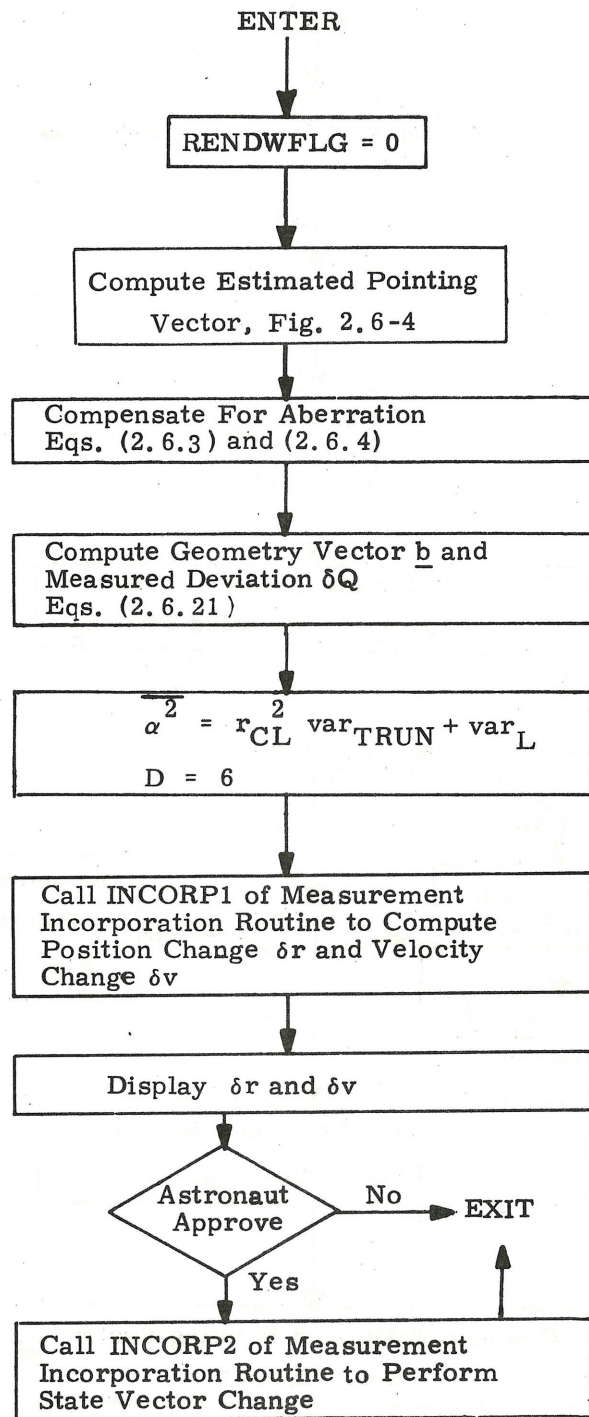 ENTER
RENDWFLG = 0
Compute Estimated Pointing
Vector, Fig. 2.6-4
Compensate For Aberration
Eqs. (2.6.3) and (2.6.4)
Compute Geometry Vector b and
Measured Deviation δQ
Eqs. (2.6.21)
α² = r_CL² var_TRUN + var_L
D = 6
Call INCORP1 of Measurement
Incorporation Routine to Compute
Position Change δr and Velocity
Change δv
Display δr and δv
Astronaut
Approve
No
EXIT
Yes
Call INCORP2 of Measurement
Incorporation Routine to Perform
State Vector Change